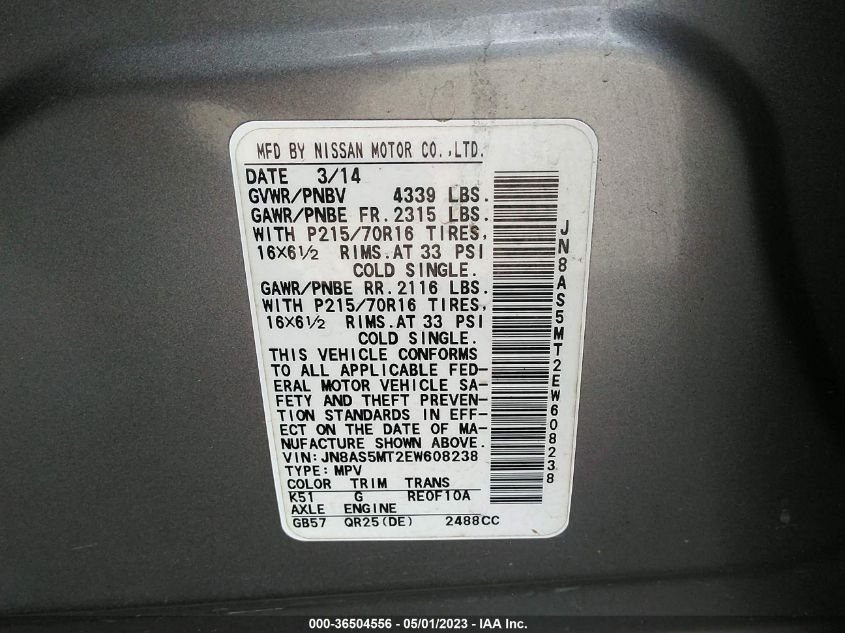 MFD BY NISSAN MOTOR CO.,LTD.
DATE 3/14
GVWR/PNBV 4339 LBS.
GAWR/PNBE FR. 2315 LBS.
WITH P215/70R16 TIRES,
16X6½ RIMS. AT 33 PSI
COLD SINGLE.
GAWR/PNBE RR. 2116 LBS.
WITH P215/70R16 TIRES,
16X6½ RIMS. AT 33 PSI
COLD SINGLE.
THIS VEHICLE CONFORMS
TO ALL APPLICABLE FED-
ERAL MOTOR VEHICLE SA-
FETY AND THEFT PREVEN-
TION STANDARDS IN EFF-
ECT ON THE DATE OF MA-
NUFACTURE SHOWN ABOVE.
VIN: JN8AS5MT2EW608238
TYPE: MPV
COLOR TRIM TRANS
K51 G RE0F10A
AXLE ENGINE
GB57 QR25(DE) 2488CC
JN8AS5MT2EW608238
000-36504556 - 05/01/2023 - IAA Inc.